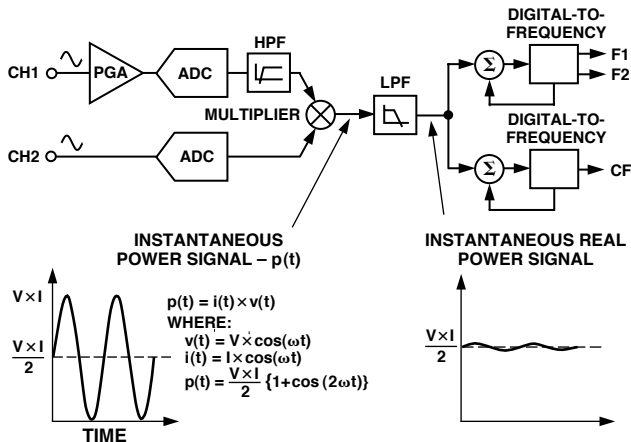 DIGITAL-TO-
FREQUENCY
HPF
CH1
PGA
ADC
LPF
Σ
F1
F2
MULTIPLIER
DIGITAL-TO-
FREQUENCY
CH2
ADC
Σ
CF
INSTANTANEOUS
POWER SIGNAL – p(t)
INSTANTANEOUS REAL
POWER SIGNAL
V × I
V × I
2
TIME
p(t) = i(t) × v(t)
WHERE:
v(t) = V × cos(ωt)
i(t) = I × cos(ωt)
p(t) = V × I / 2 {1+cos (2ωt)}
V × I
2